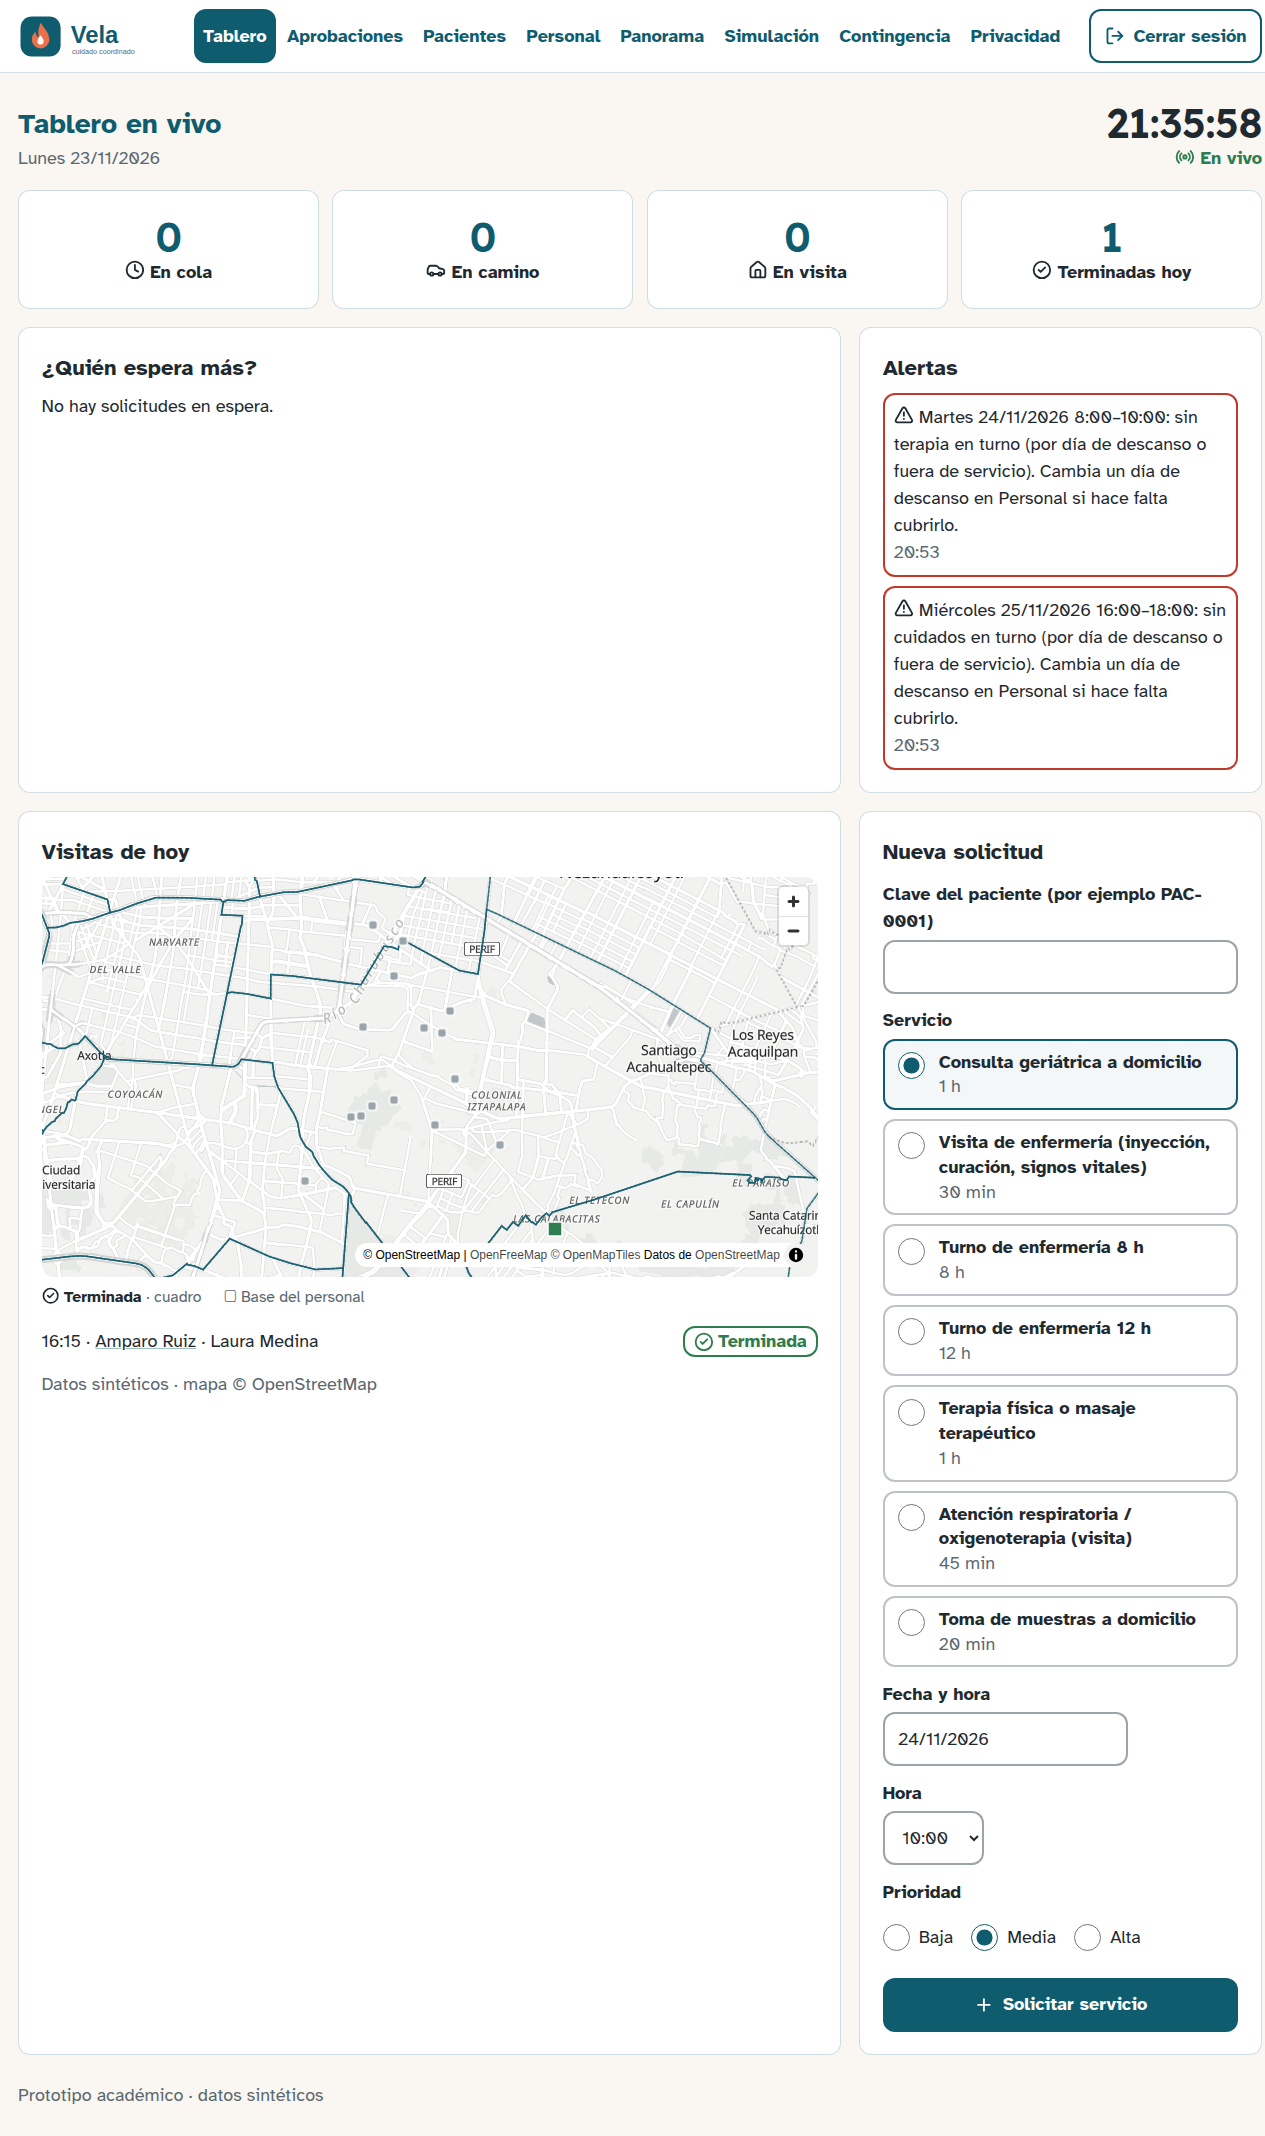 Vela
cuidado coordinado
Tablero
Aprobaciones
Pacientes
Personal
Panorama
Simulación
Contingencia
Privacidad
Cerrar sesión
Tablero en vivo
Lunes 23/11/2026
21:35:58
En vivo
0
En cola
0
En camino
0
En visita
1
Terminadas hoy
¿Quién espera más?
No hay solicitudes en espera.
Alertas
Martes 24/11/2026 8:00–10:00: sin
terapia en turno (por día de descanso o
fuera de servicio). Cambia un día de
descanso en Personal si hace falta
cubrirlo.
20:53
Miércoles 25/11/2026 16:00–18:00: sin
cuidados en turno (por día de descanso o
fuera de servicio). Cambia un día de
descanso en Personal si hace falta
cubrirlo.
20:53
Visitas de hoy
NARVARTE
DEL VALLE
Río Churubusco
PERIF
Axotla
COYOACÁN
Santiago
Acahualtepec
Los Reyes
Acaquilpan
COLONIAL
IZTAPALAPA
Ciudad
iversitaria
PERIF
EL TETECON
EL CAPULÍN
EL PARAISO
LAS CALABACITAS
Santa Catarin
Yecahuizotl
© OpenStreetMap | OpenFreeMap © OpenMapTiles Datos de OpenStreetMap
Terminada · cuadro
Base del personal
16:15 · Amparo Ruiz · Laura Medina
Terminada
Datos sintéticos · mapa © OpenStreetMap
Nueva solicitud
Clave del paciente (por ejemplo PAC-
0001)
Servicio
Consulta geriátrica a domicilio
1 h
Visita de enfermería (inyección,
curación, signos vitales)
30 min
Turno de enfermería 8 h
8 h
Turno de enfermería 12 h
12 h
Terapia física o masaje
terapéutico
1 h
Atención respiratoria /
oxigenoterapia (visita)
45 min
Toma de muestras a domicilio
20 min
Fecha y hora
24/11/2026
Hora
10:00
Prioridad
Baja
Media
Alta
+ Solicitar servicio
Prototipo académico · datos sintéticos